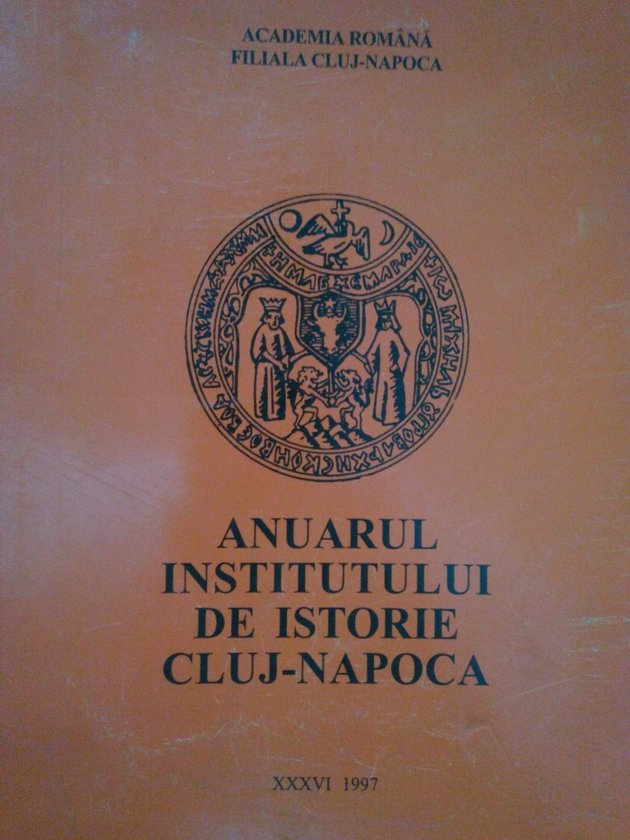 ACADEMIA ROMÂNĂ
FILIALA CLUJ-NAPOCA
ANUARUL
INSTITUTULUI
DE ISTORIE
CLUJ-NAPOCA
XXXVI 1997